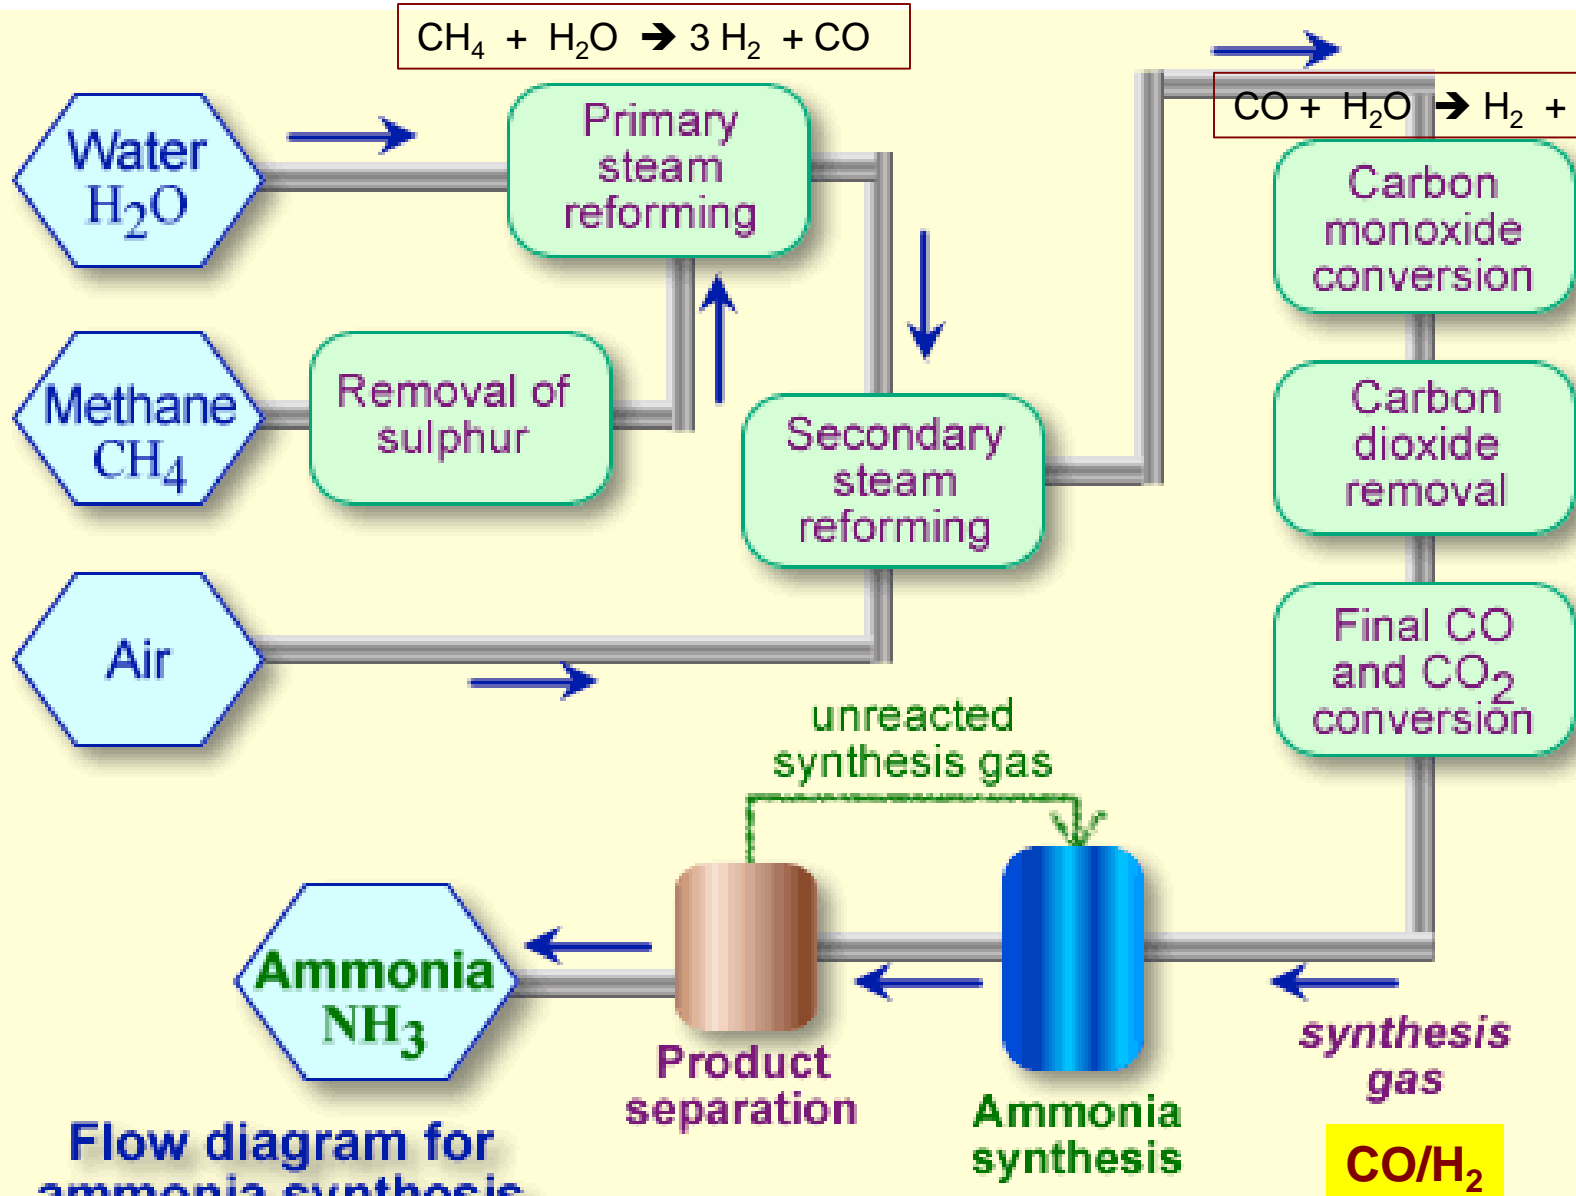 CH₄ + H₂O ➔ 3 H₂ + CO
CO + H₂O ➔ H₂ +
Water
H₂O
Primary
steam
reforming
Carbon
monoxide
conversion
Methane
CH₄
Removal of
sulphur
Secondary
steam
reforming
Carbon
dioxide
removal
Air
Final CO
and CO₂
conversion
unreacted
synthesis gas
Ammonia
NH₃
Product
separation
Ammonia
synthesis
synthesis
gas
CO/H₂
Flow diagram for
ammonia synthesis